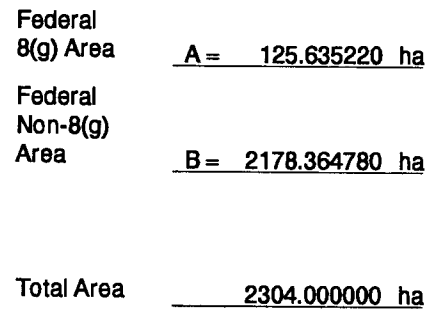 Federal
8(g) Area A = 125.635220 ha
Federal
Non-8(g)
Area B = 2178.364780 ha
Total Area 2304.000000 ha